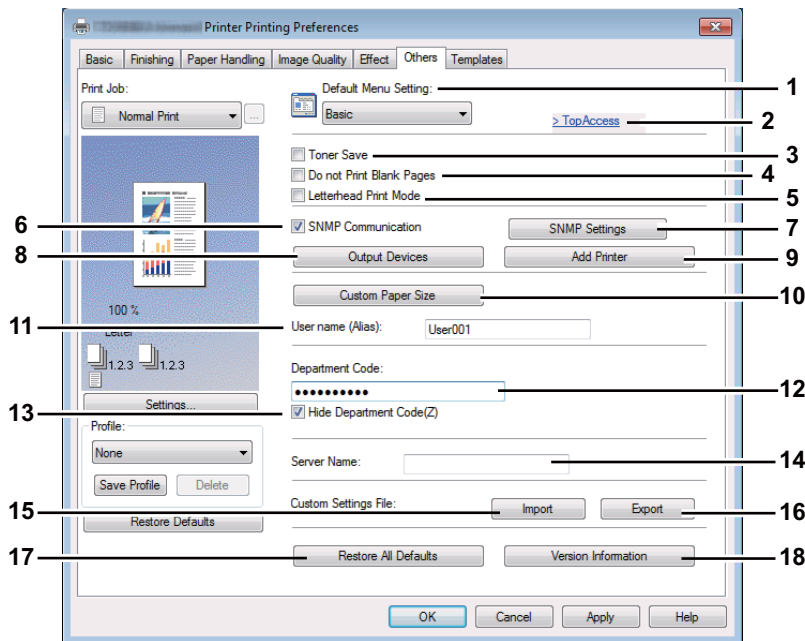 Printer Printing Preferences
Basic Finishing Paper Handling Image Quality Effect Others Templates
Print Job:
Normal Print
...
100 %
Letter
1.2.3 1.2.3
Settings...
Profile:
None
Save Profile Delete
Restore Defaults
Default Menu Setting: 1
Basic
> TopAccess 2
Toner Save 3
Do not Print Blank Pages 4
Letterhead Print Mode 5
6 SNMP Communication
SNMP Settings 7
8 Output Devices
Add Printer 9
Custom Paper Size 10
11 User name (Alias): User001
Department Code:
•••••••••• 12
13 Hide Department Code(Z)
Server Name: 14
Custom Settings File:
15 Import
Export 16
17 Restore All Defaults
Version Information 18
OK Cancel Apply Help